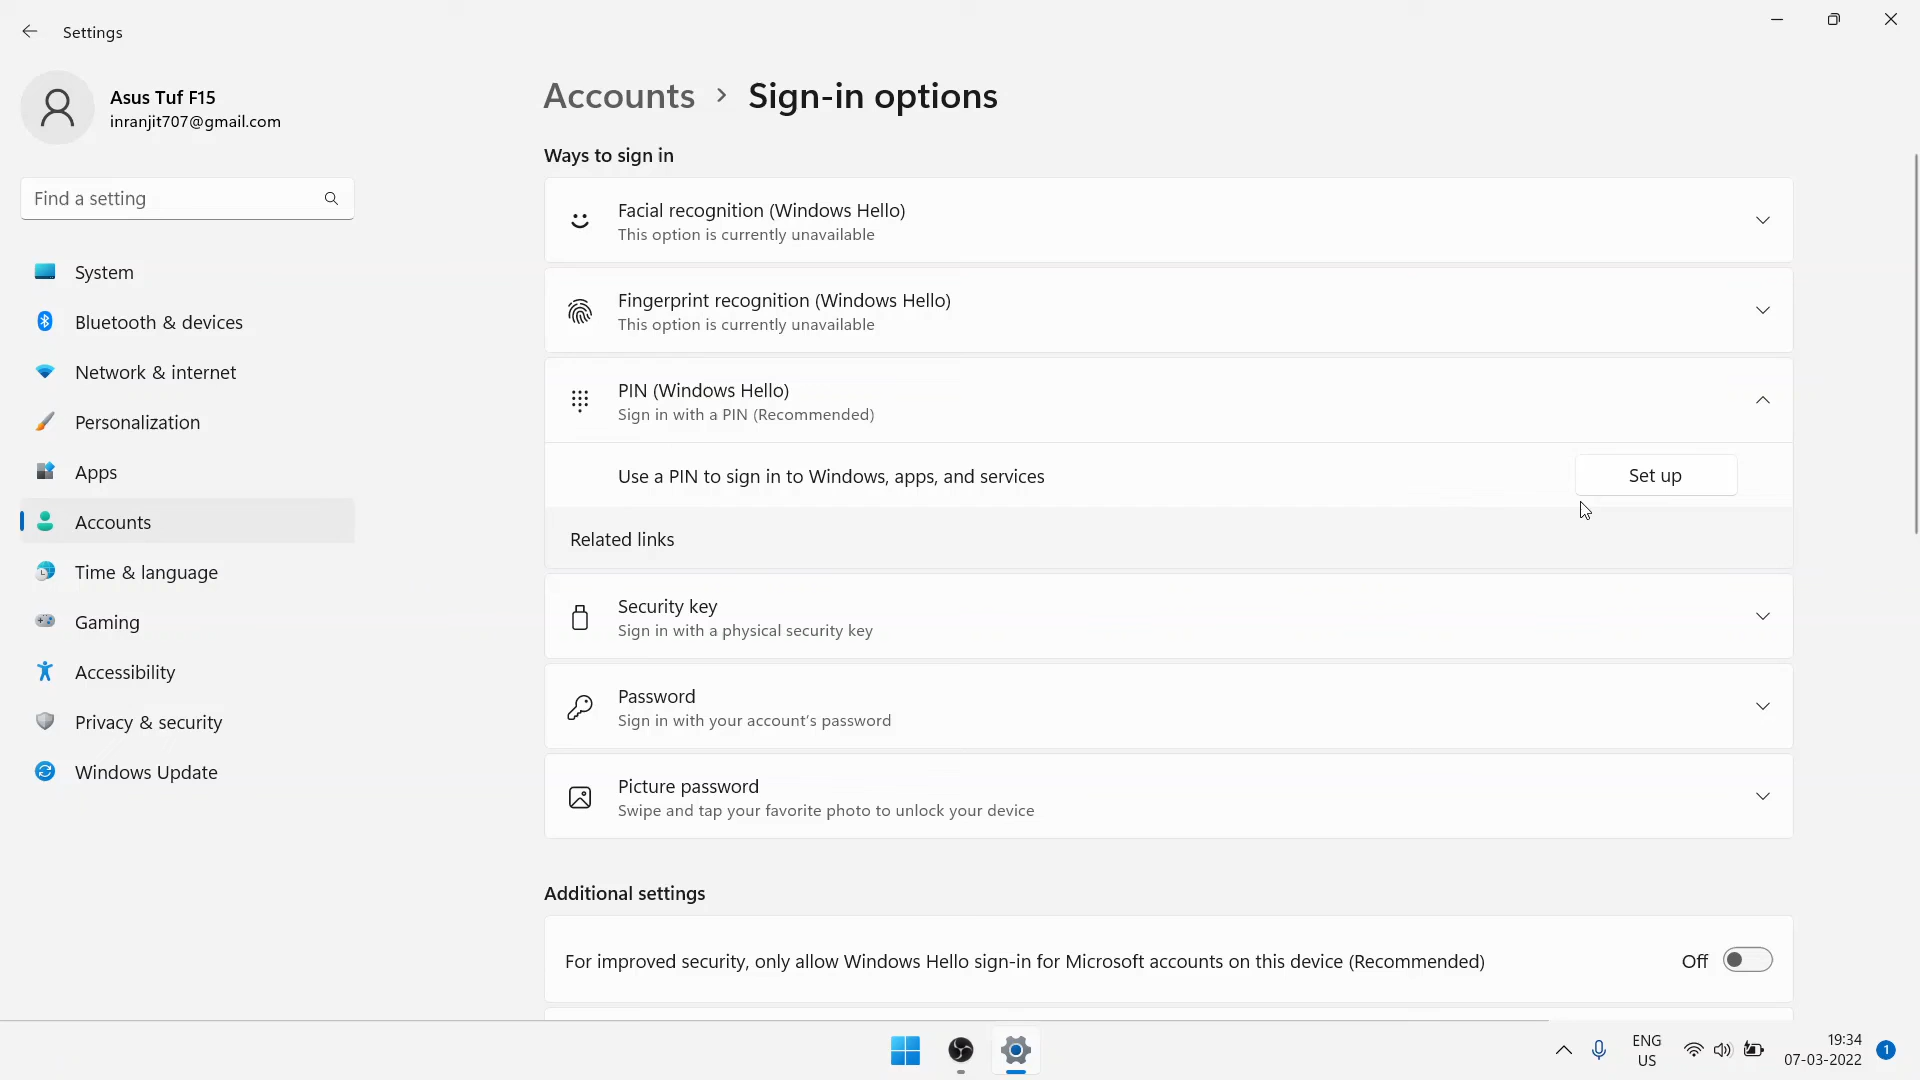 Settings
Asus Tuf F15
inranjit707@gmail.com
Find a setting
System
Bluetooth & devices
Network & internet
Personalization
Apps
Accounts
Time & language
Gaming
Accessibility
Privacy & security
Windows Update
Accounts > Sign-in options
Ways to sign in
Facial recognition (Windows Hello)
This option is currently unavailable
Fingerprint recognition (Windows Hello)
This option is currently unavailable
PIN (Windows Hello)
Sign in with a PIN (Recommended)
Use a PIN to sign in to Windows, apps, and services
Set up
Related links
Security key
Sign in with a physical security key
Password
Sign in with your account's password
Picture password
Swipe and tap your favorite photo to unlock your device
Additional settings
For improved security, only allow Windows Hello sign-in for Microsoft accounts on this device (Recommended)
Off
ENG
US
19:34
07-03-2022
1